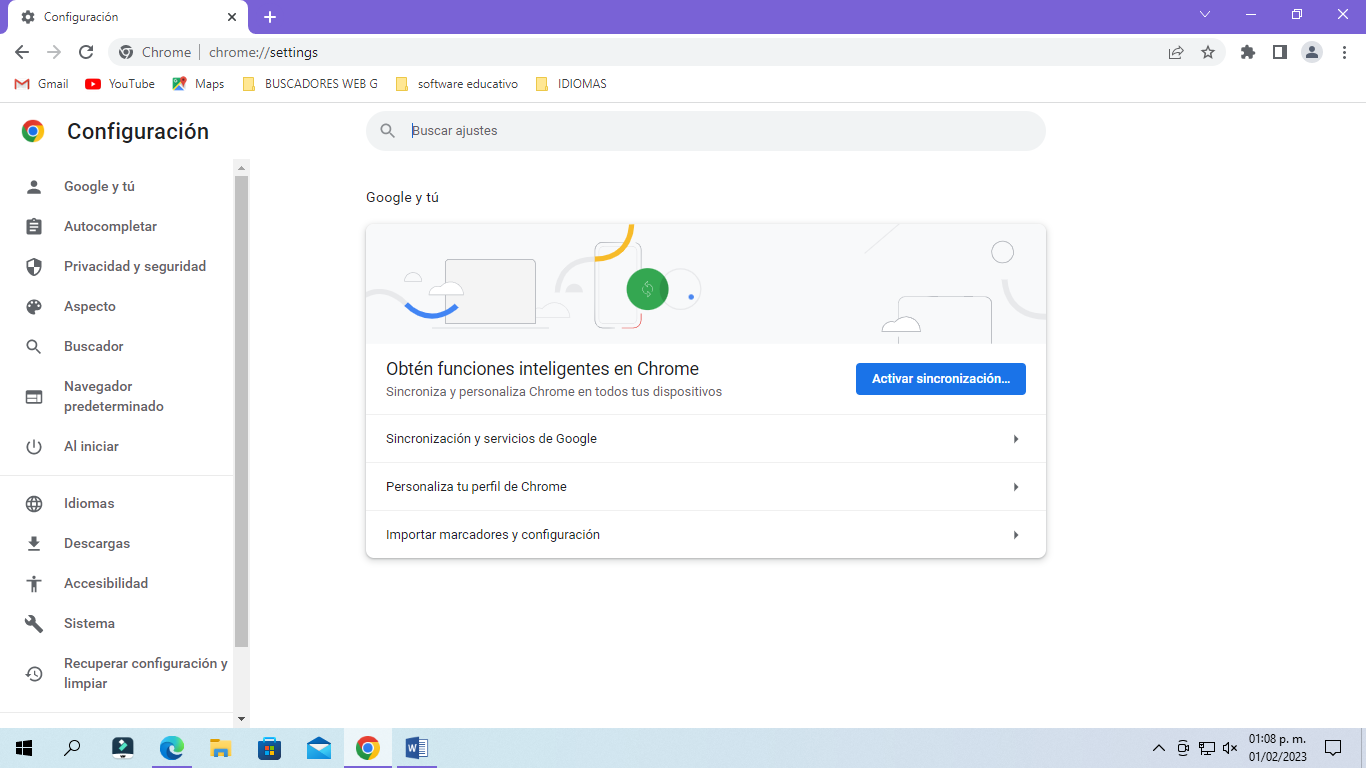 Configuración
Chrome
chrome://settings
Gmail
YouTube
Maps
BUSCADORES WEB G
software educativo
IDIOMAS
Configuración
Buscar ajustes
Google y tú
Autocompletar
Privacidad y seguridad
Aspecto
Buscador
Navegador
predeterminado
Al iniciar
Idiomas
Descargas
Accesibilidad
Sistema
Recuperar configuración y
limpiar
Google y tú
Obtén funciones inteligentes en Chrome
Sincroniza y personaliza Chrome en todos tus dispositivos
Activar sincronización...
Sincronización y servicios de Google
Personaliza tu perfil de Chrome
Importar marcadores y configuración
01:08 p. m.
01/02/2023